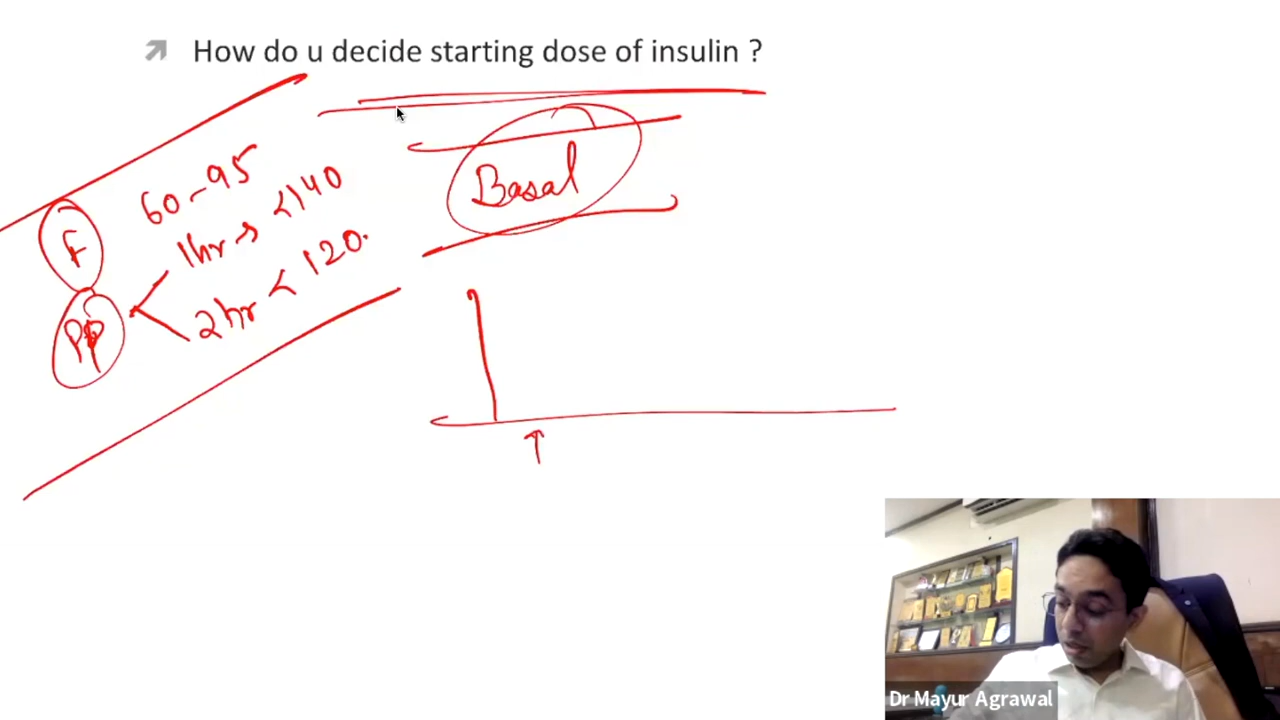 How do u decide starting dose of insulin ?
F 60-95
PP 1hr → <140
2hr < 120.
Basal
Dr Mayur Agrawal